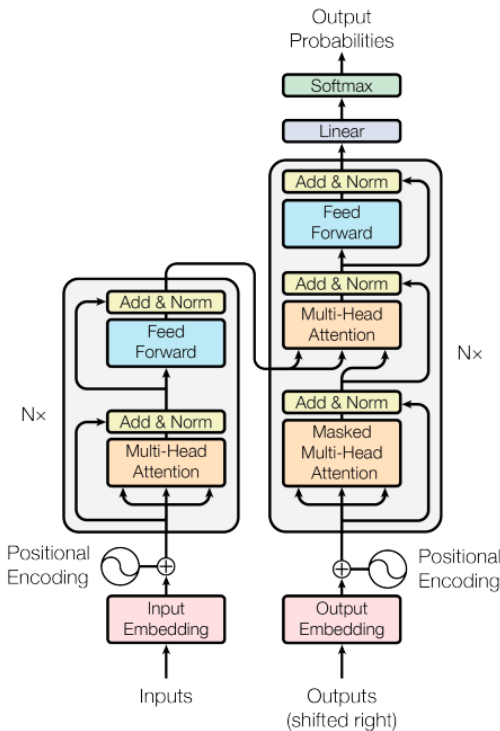 Output
Probabilities
Softmax
Linear
Add & Norm
Feed
Forward
Add & Norm
Multi-Head
Attention
Add & Norm
Masked
Multi-Head
Attention
N×
Add & Norm
Feed
Forward
Add & Norm
Multi-Head
Attention
N×
Positional
Encoding
Positional
Encoding
Input
Embedding
Output
Embedding
Inputs
Outputs
(shifted right)